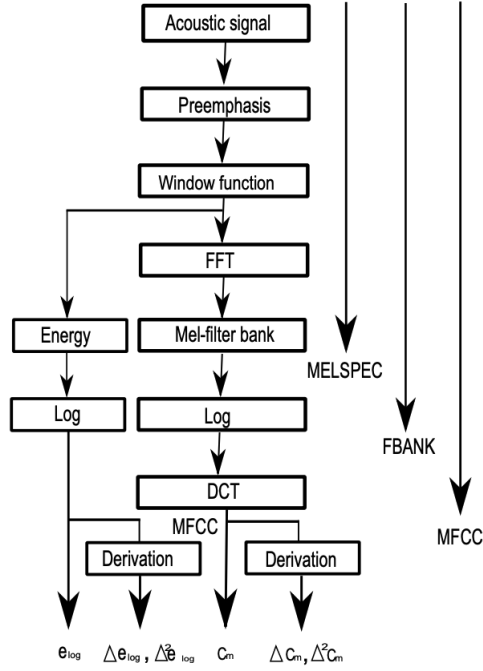 Acoustic signal
Preemphasis
Window function
FFT
Energy
Mel-filter bank
MELSPEC
Log
Log
FBANK
DCT
MFCC
MFCC
Derivation
Derivation
elog
Δelog, Δ²elog
cm
Δcm, Δ²cm